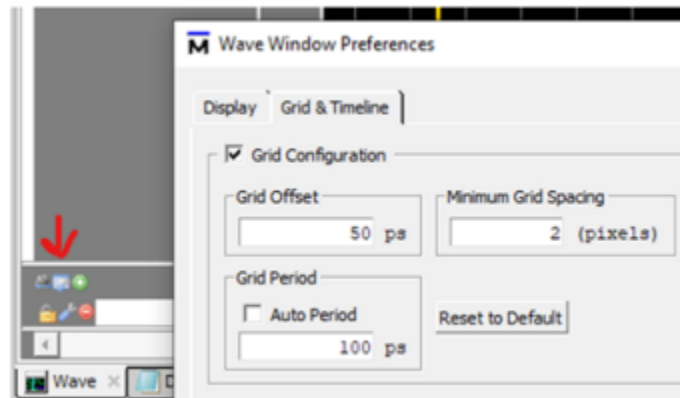 M Wave Window Preferences
Display Grid & Timeline
Grid Configuration
Grid Offset
50 ps
Minimum Grid Spacing
2 (pixels)
Grid Period
Auto Period
100 ps
Reset to Default
Wave